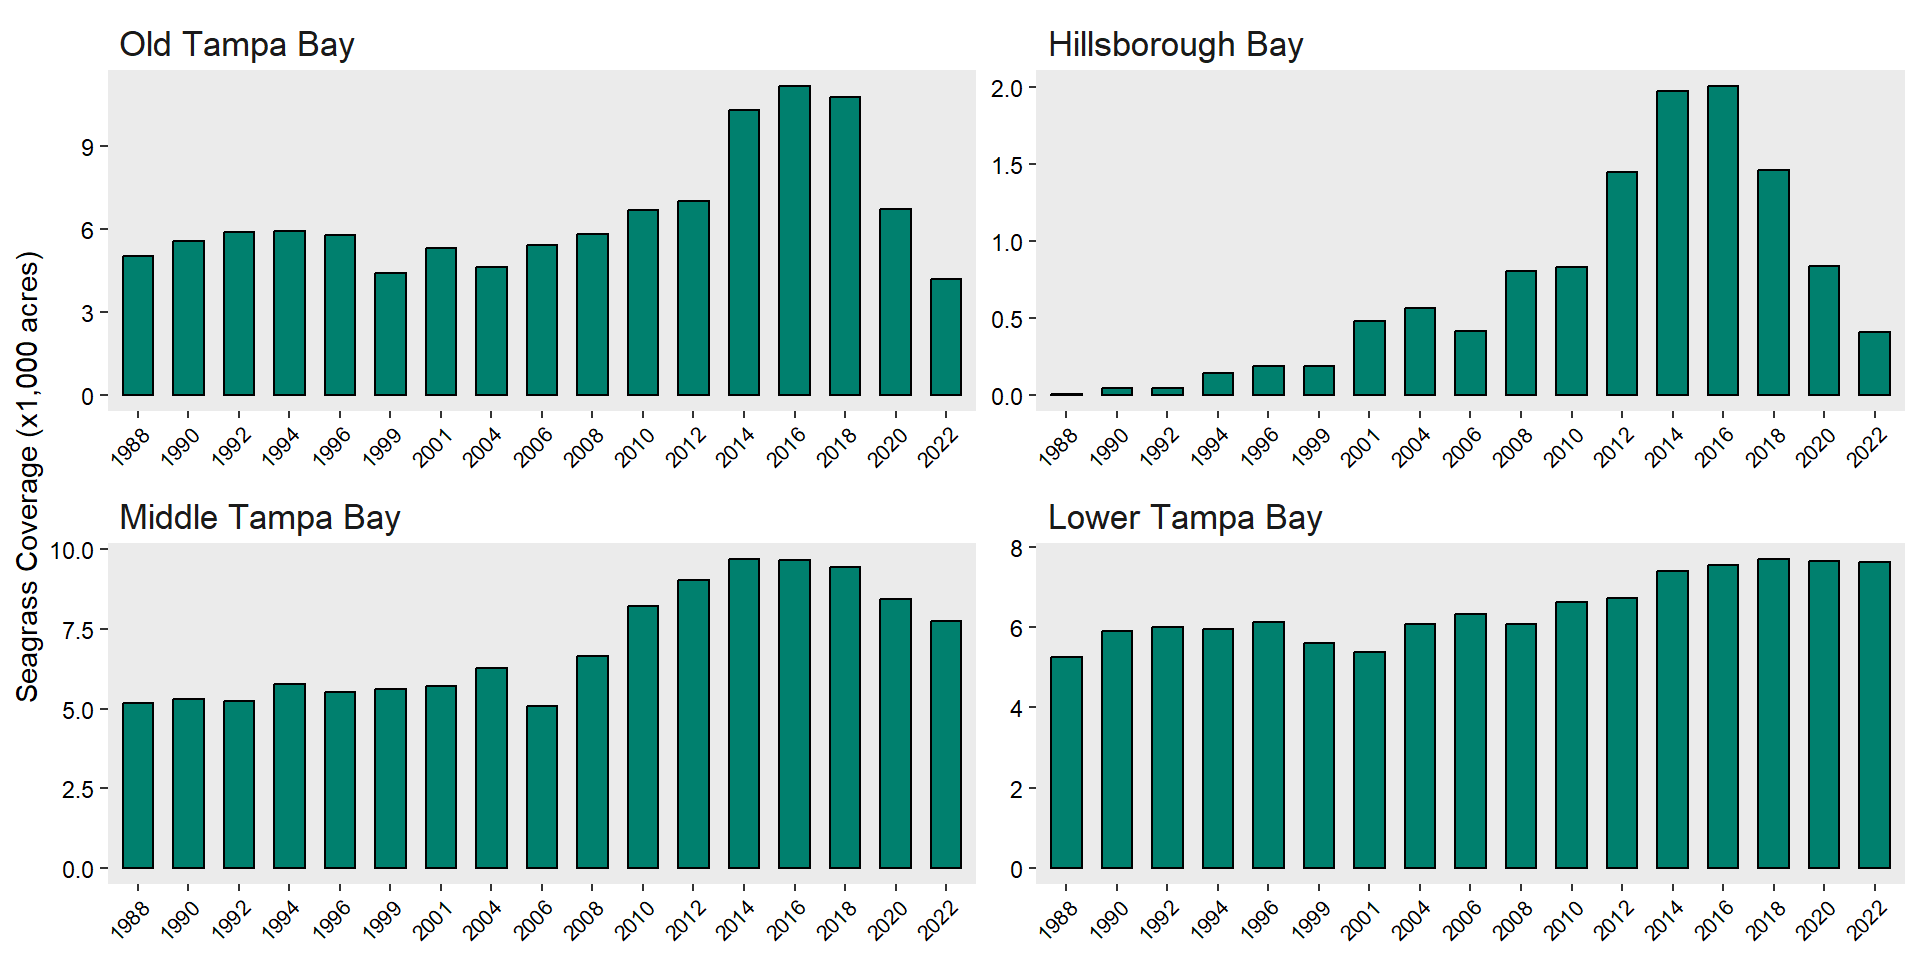 Seagrass Coverage (x1,000 acres)
Old Tampa Bay
9
6
3
0
1988 1990 1992 1994 1996 1999 2001 2004 2006 2008 2010 2012 2014 2016 2018 2020 2022
Hillsborough Bay
2.0
1.5
1.0
0.5
0.0
1988 1990 1992 1994 1996 1999 2001 2004 2006 2008 2010 2012 2014 2016 2018 2020 2022
Middle Tampa Bay
10.0
7.5
5.0
2.5
0.0
1988 1990 1992 1994 1996 1999 2001 2004 2006 2008 2010 2012 2014 2016 2018 2020 2022
Lower Tampa Bay
8
6
4
2
0
1988 1990 1992 1994 1996 1999 2001 2004 2006 2008 2010 2012 2014 2016 2018 2020 2022